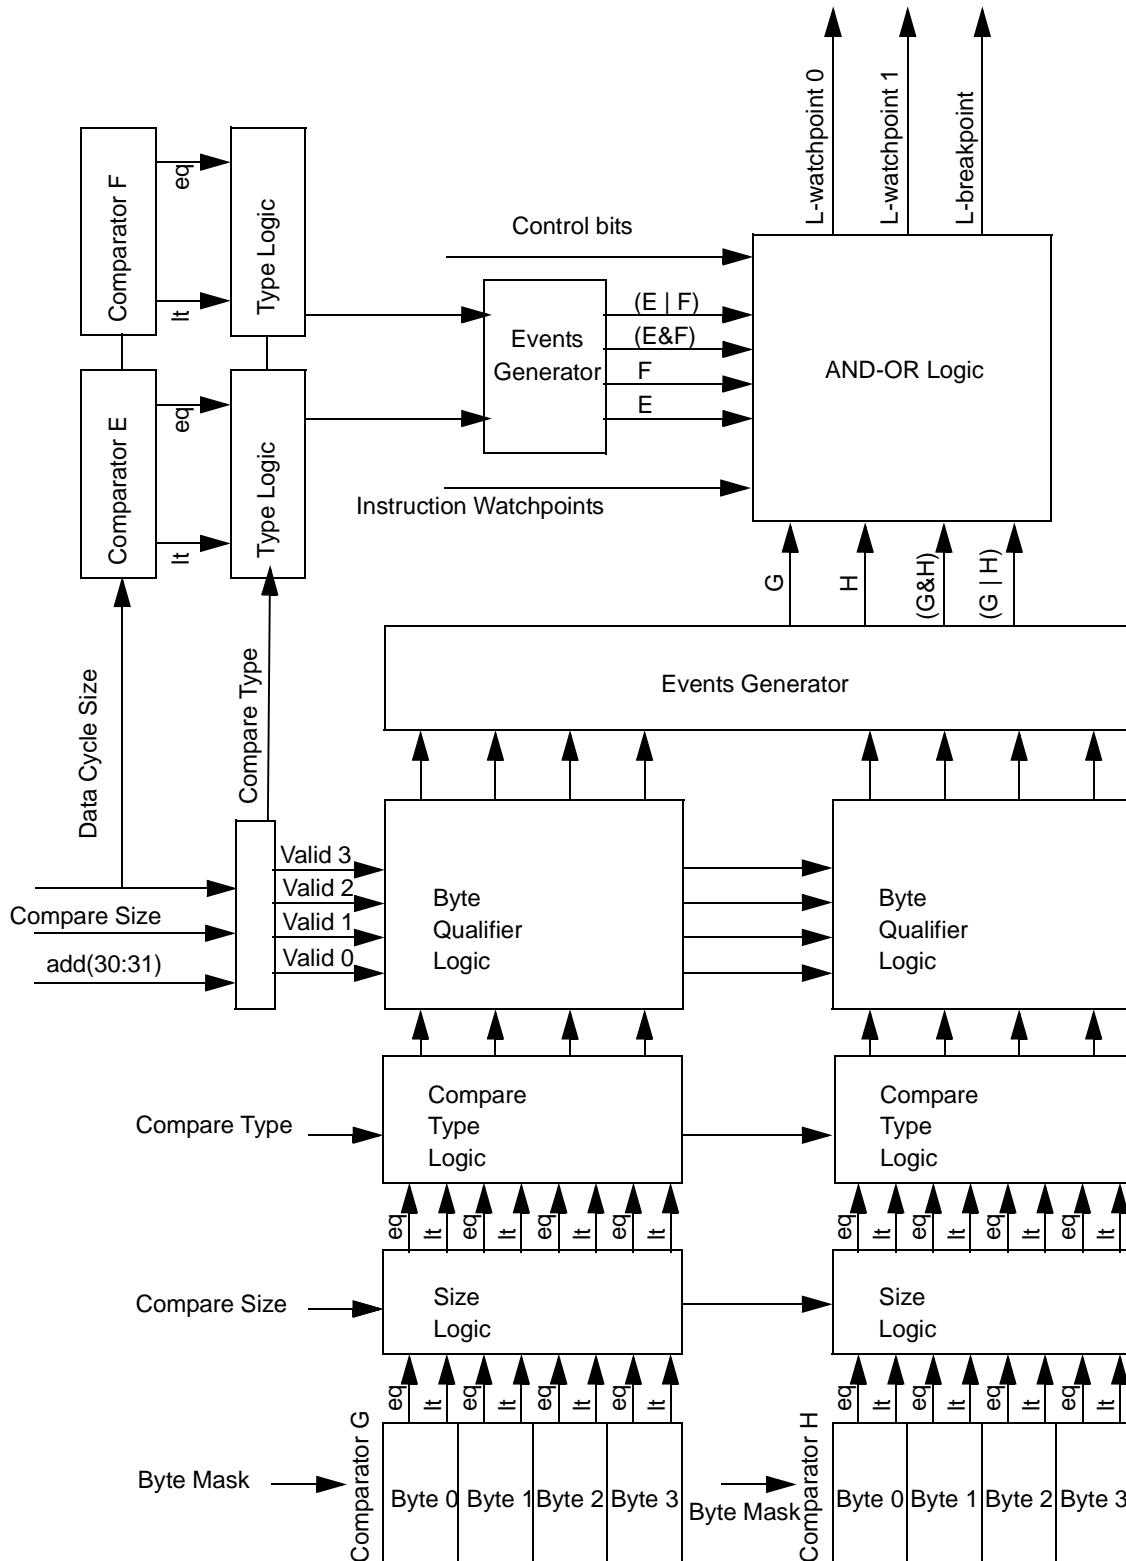 L-watchpoint 0
L-watchpoint 1
L-breakpoint
Comparator F
eq
lt
Type Logic
Control bits
Events
Generator
(E | F)
(E&F)
F
E
AND-OR Logic
Comparator E
eq
lt
Type Logic
Instruction Watchpoints
G
H
(G&H)
(G | H)
Data Cycle Size
Compare Type
Events Generator
Compare Size
add(30:31)
Valid 3
Valid 2
Valid 1
Valid 0
Byte
Qualifier
Logic
Byte
Qualifier
Logic
Compare Type
Compare
Type
Logic
Compare
Type
Logic
eq
lt
eq
lt
eq
lt
eq
lt
eq
lt
eq
lt
eq
lt
eq
lt
Compare Size
Size
Logic
Size
Logic
eq
lt
eq
lt
eq
lt
eq
lt
eq
lt
eq
lt
eq
lt
eq
lt
Byte Mask
Comparator G
Byte 0
Byte 1
Byte 2
Byte 3
Byte Mask
Comparator H
Byte 0
Byte 1
Byte 2
Byte 3